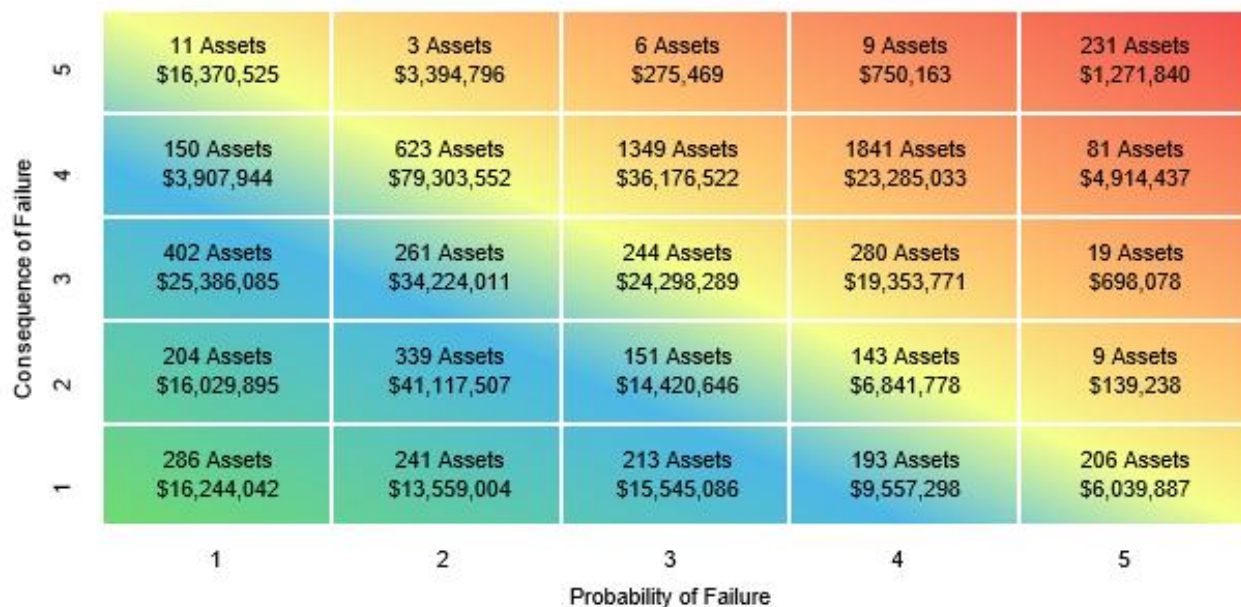 5
11 Assets
$16,370,525
3 Assets
$3,394,796
6 Assets
$275,469
9 Assets
$750,163
231 Assets
$1,271,840
4
150 Assets
$3,907,944
623 Assets
$79,303,552
1349 Assets
$36,176,522
1841 Assets
$23,285,033
81 Assets
$4,914,437
Consequence of Failure
3
402 Assets
$25,386,085
261 Assets
$34,224,011
244 Assets
$24,298,289
280 Assets
$19,353,771
19 Assets
$698,078
2
204 Assets
$16,029,895
339 Assets
$41,117,507
151 Assets
$14,420,646
143 Assets
$6,841,778
9 Assets
$139,238
1
286 Assets
$16,244,042
241 Assets
$13,559,004
213 Assets
$15,545,086
193 Assets
$9,557,298
206 Assets
$6,039,887
1
2
3
4
5
Probability of Failure